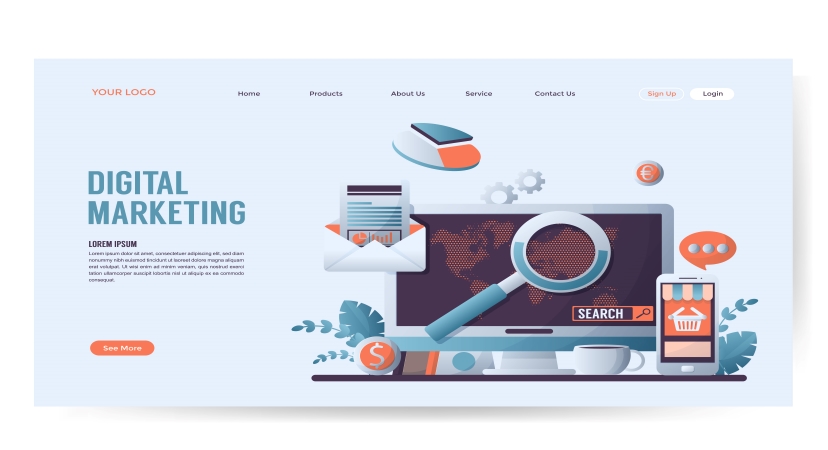 YOUR LOGO
Home Products About Us Service Contact Us Sign Up Login
DIGITAL
MARKETING
LOREM IPSUM
Lorem ipsum dolor sit amet, consectetuer adipiscing elit,
sed diam nonummy nibh euismod tincidunt ut laoreet
dolore magna aliquam erat volutpat. Ut wisi enim ad
minim veniam, quis nostrud exerci tation ullamcorper
suscipit lobortis nisl ut aliquip ex ea commodo
consequat.
SEARCH
See More